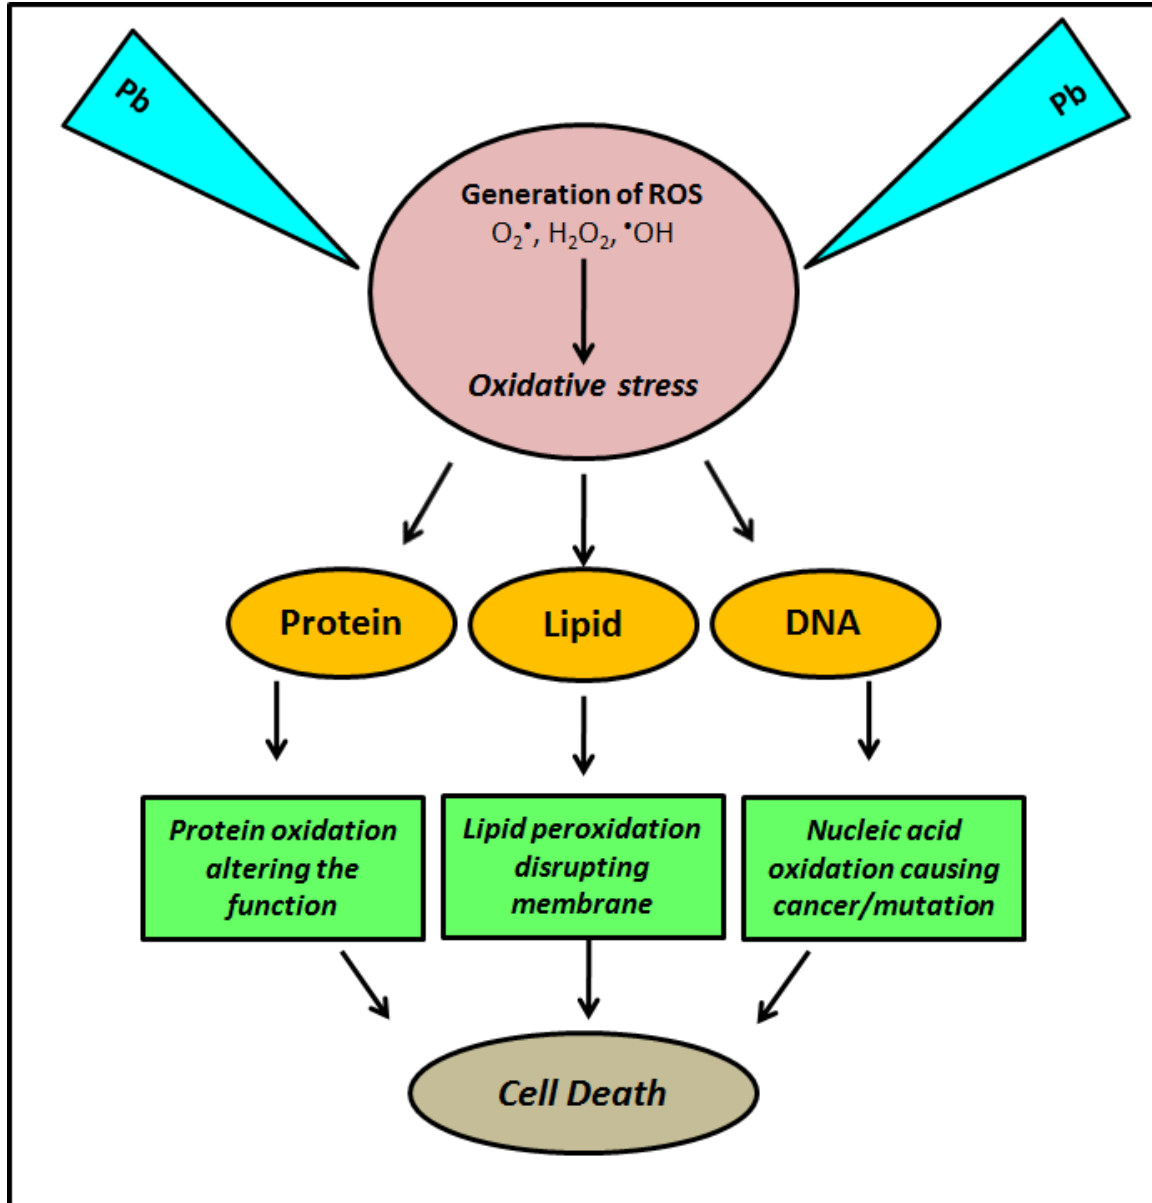 Pb
Pb
Generation of ROS
O₂•, H₂O₂, •OH
Oxidative stress
Protein
Lipid
DNA
Protein oxidation
altering the
function
Lipid peroxidation
disrupting
membrane
Nucleic acid
oxidation causing
cancer/mutation
Cell Death